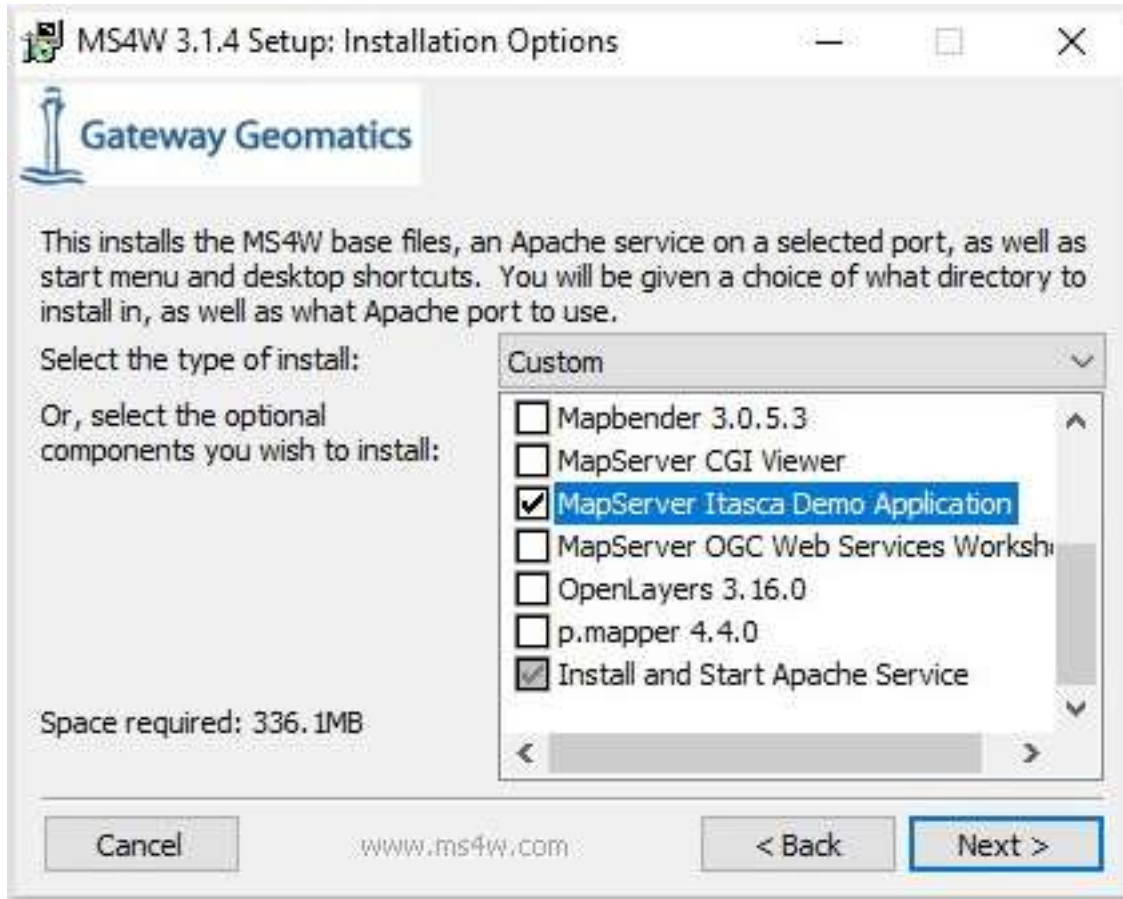 MS4W 3.1.4 Setup: Installation Options
Gateway Geomatics
This installs the MS4W base files, an Apache service on a selected port, as well as
start menu and desktop shortcuts. You will be given a choice of what directory to
install in, as well as what Apache port to use.
Select the type of install:
Custom
Or, select the optional
components you wish to install:
Mapbender 3.0.5.3
MapServer CGI Viewer
MapServer Itasca Demo Application
MapServer OGC Web Services Worksh
OpenLayers 3.16.0
p.mapper 4.4.0
Install and Start Apache Service
Space required: 336.1MB
Cancel
www.ms4w.com
< Back
Next >